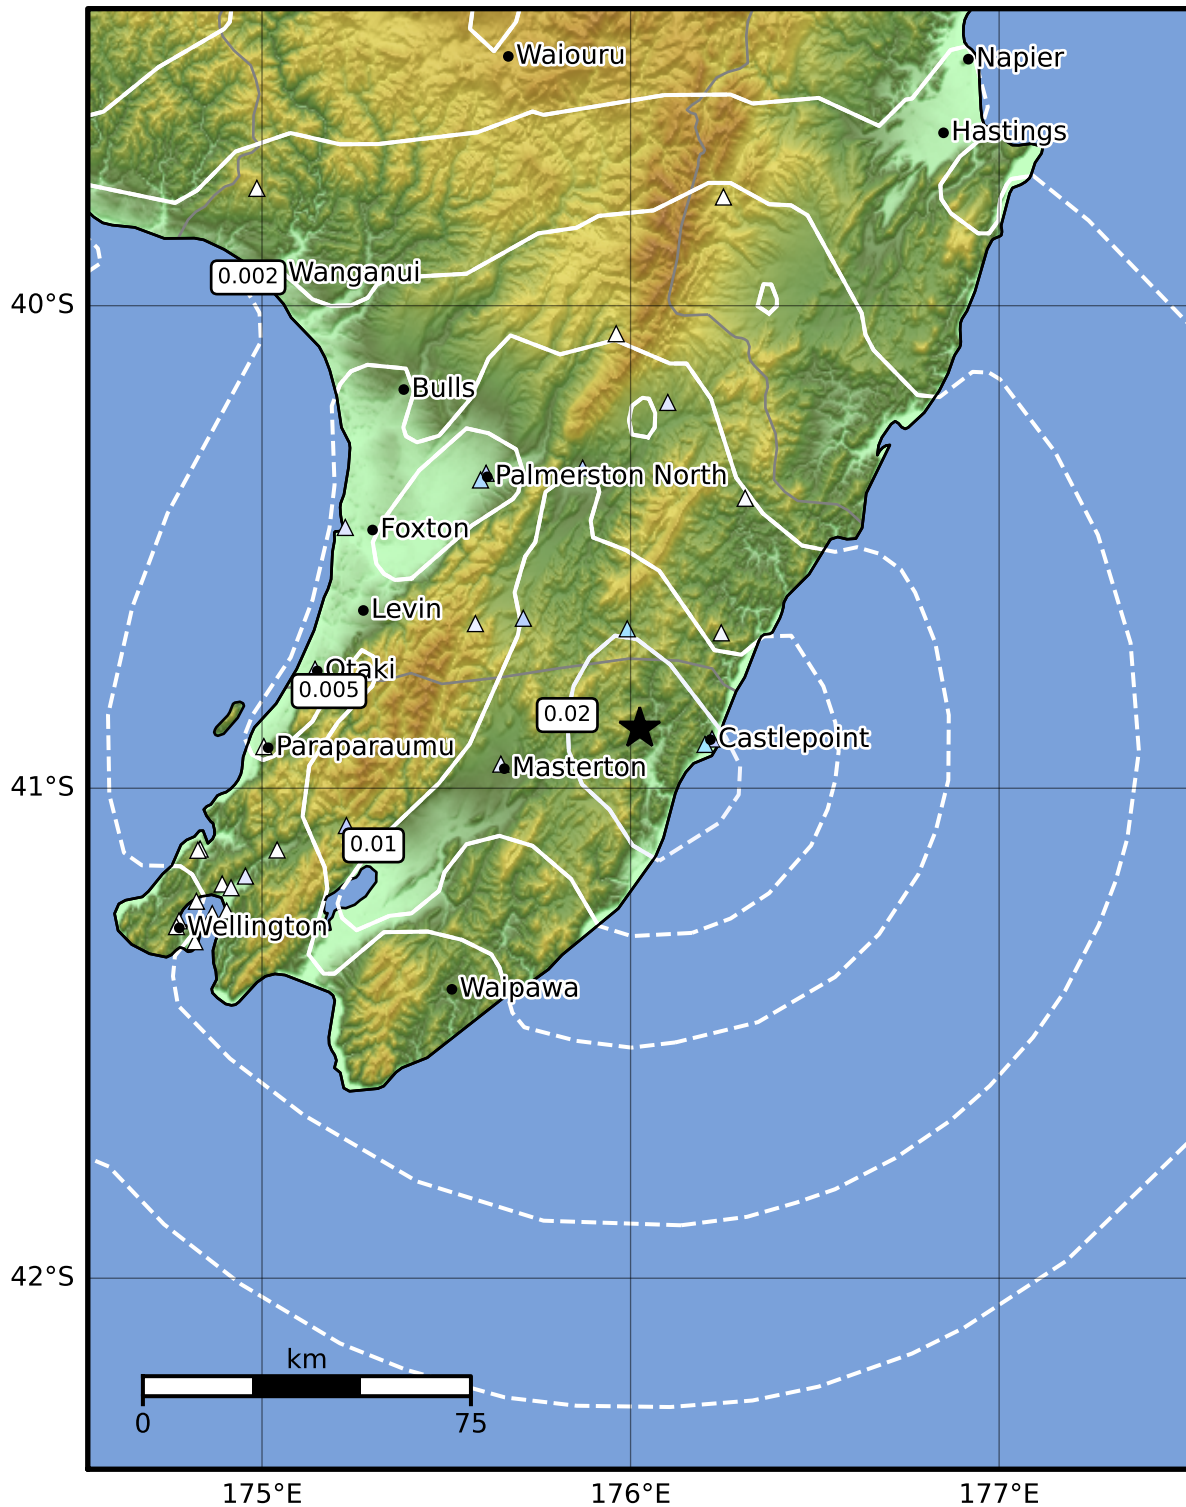 Waiouru
Napier
Hastings
Wanganui
0.002
40°S
Bulls
Palmerston North
Foxton
Levin
Otaki
0.005
0.02
Castlepoint
Paraparaumu
Masterton
41°S
0.01
Wellington
Waipawa
42°S
km
0
75
175°E
176°E
177°E